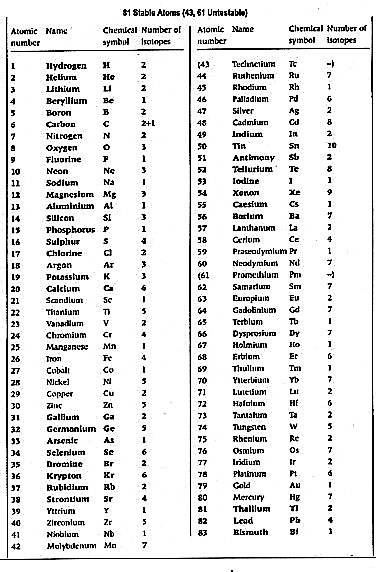 81 Stable Atoms (43, 61 Unstable)
Atomic number Name Chemical symbol Number of isotopes
1 Hydrogen H 2
2 Helium He 2
3 Lithium Li 2
4 Beryllium Be 1
5 Boron B 2
6 Carbon C 2+1
7 Nitrogen N 2
8 Oxygen O 3
9 Fluorine F 1
10 Neon Ne 3
11 Sodium Na 1
12 Magnesium Mg 3
13 Aluminium Al 1
14 Silicon Si 3
15 Phosphorus P 1
16 Sulphur S 4
17 Chlorine Cl 2
18 Argon Ar 3
19 Potassium K 3
20 Calcium Ca 6
21 Scandium Sc 1
22 Titanium Ti 5
23 Vanadium V 2
24 Chromium Cr 4
25 Manganese Mn 1
26 Iron Fe 4
27 Cobalt Co 1
28 Nickel Ni 5
29 Copper Cu 2
30 Zinc Zn 5
31 Gallium Ga 2
32 Germanium Ge 5
33 Arsenic As 1
34 Selenium Se 6
35 Bromine Br 2
36 Krypton Kr 6
37 Rubidium Rb 2
38 Strontium Sr 4
39 Yttrium Y 1
40 Zirconium Zr 5
41 Niobium Nb 1
42 Molybdenum Mo 7
Atomic number Name Chemical symbol Number of isotopes
(43 Technetium Tc –)
44 Ruthenium Ru 7
45 Rhodium Rh 1
46 Palladium Pd 6
47 Silver Ag 2
48 Cadmium Cd 8
49 Indium In 2
50 Tin Sn 10
51 Antimony Sb 2
52 Tellurium Te 8
53 Iodine I 1
54 Xenon Xe 9
55 Caesium Cs 1
56 Barium Ba 7
57 Lanthanum La 2
58 Cerium Ce 4
59 Praseodymium Pr 1
60 Neodymium Nd 7
(61 Promethium Pm –)
62 Samarium Sm 7
63 Europium Eu 2
64 Gadolinium Gd 7
65 Terbium Tb 1
66 Dysprosium Dy 7
67 Holmium Ho 1
68 Erbium Er 6
69 Thulium Tm 1
70 Ytterbium Yb 7
71 Lutetium Lu 2
72 Hafnium Hf 6
73 Tantalum Ta 2
74 Tungsten W 5
75 Rhenium Re 2
76 Osmium Os 7
77 Iridium Ir 2
78 Platinum Pt 6
79 Gold Au 1
80 Mercury Hg 7
81 Thallium Tl 2
82 Lead Pb 4
83 Bismuth Bi 1